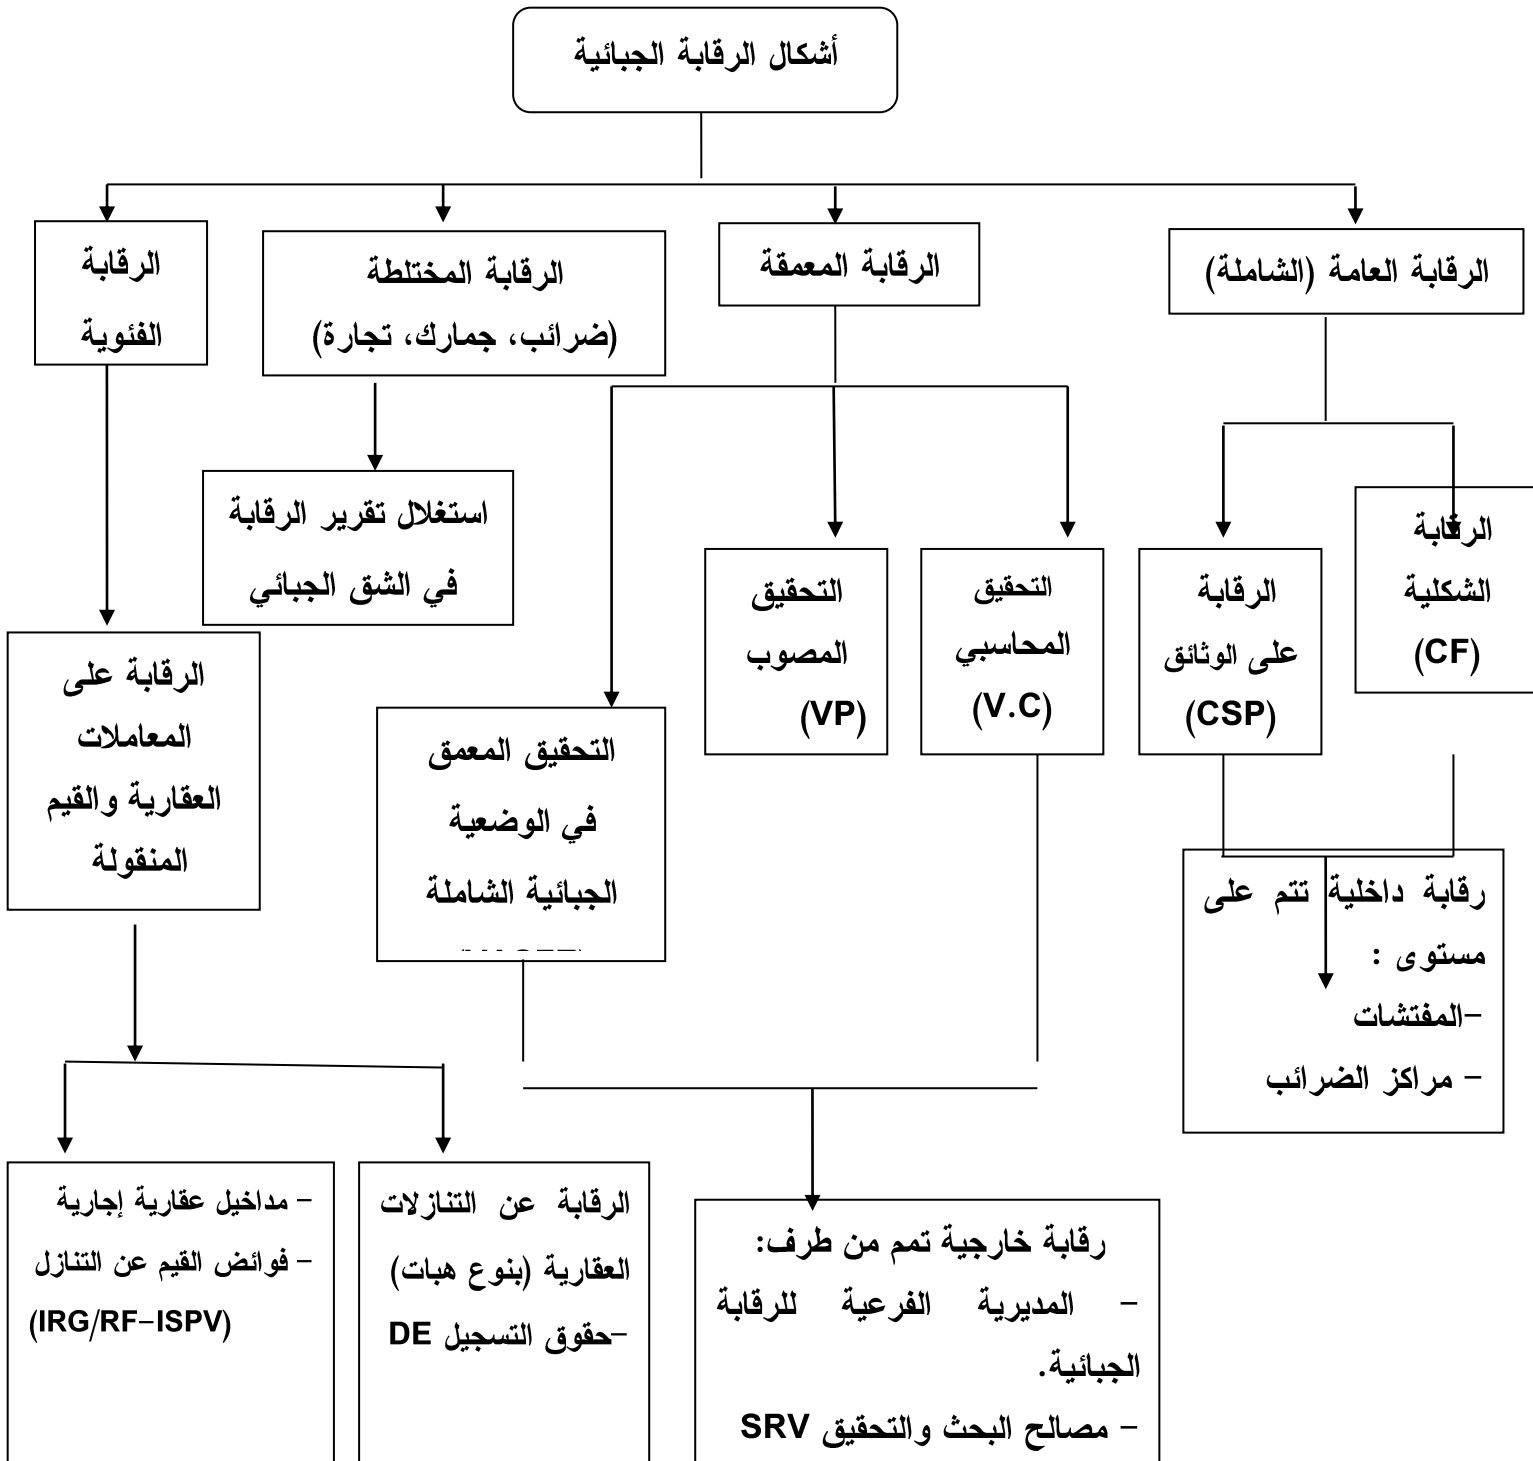 أشكال الرقابة الجبائية
الرقابة العامة (الشاملة)
الرقابة المعمقة
الرقابة المختلطة
(ضرائب، جمارك، تجارة)
الرقابة
الفئوية
الرقابة
الشكلية
(CF)
الرقابة
على الوثائق
(CSP)
التحقيق
المحاسبي
(V.C)
التحقيق
المصوب
(VP)
استغلال تقرير الرقابة
في الشق الجبائي
التحقيق المعمق
في الوضعية
الجبائية الشاملة
الرقابة على
المعاملات
العقارية والقيم
المنقولة
رقابة داخلية تتم على
مستوى :
-المفتشات
- مراكز الضرائب
رقابة خارجية تمم من طرف:
- المديرية الفرعية للرقابة
الجبائية.
- مصالح البحث والتحقيق SRV
الرقابة عن التنازلات
العقارية (بنوع هبات)
-حقوق التسجيل DE
- مداخيل عقارية إجارية
- فوائض القيم عن التنازل
(IRG/RF-ISPV)